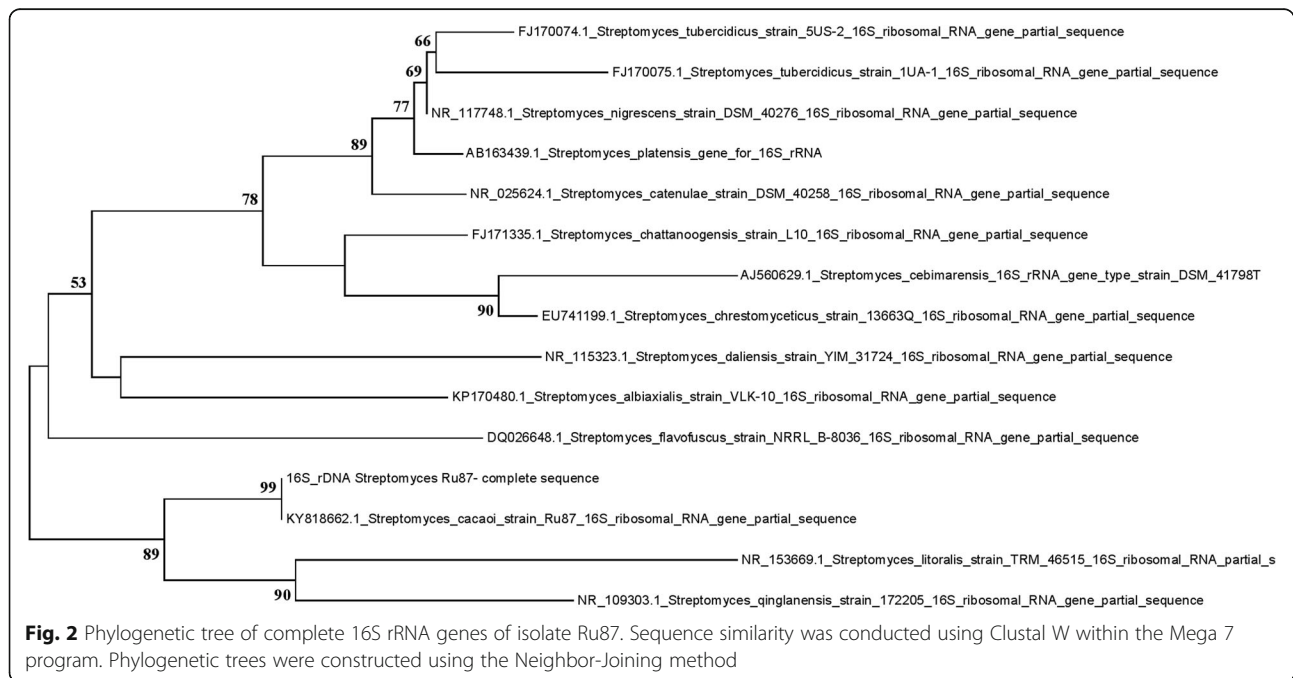 66
FJ170074.1_Streptomyces_tubercidicus_strain_5US-2_16S_ribosomal_RNA_gene_partial_sequence
69
FJ170075.1_Streptomyces_tubercidicus_strain_1UA-1_16S_ribosomal_RNA_gene_partial_sequence
77
NR_117748.1_Streptomyces_nigrescens_strain_DSM_40276_16S_ribosomal_RNA_gene_partial_sequence
89
AB163439.1_Streptomyces_platensis_gene_for_16S_rRNA
78
NR_025624.1_Streptomyces_catenulae_strain_DSM_40258_16S_ribosomal_RNA_gene_partial_sequence
FJ171335.1_Streptomyces_chattanoogensis_strain_L10_16S_ribosomal_RNA_gene_partial_sequence
53
AJ560629.1_Streptomyces_cebimarensis_16S_rRNA_gene_type_strain_DSM_41798T
90
EU741199.1_Streptomyces_chrestomyceticus_strain_13663Q_16S_ribosomal_RNA_gene_partial_sequence
NR_115323.1_Streptomyces_daliensis_strain_YIM_31724_16S_ribosomal_RNA_gene_partial_sequence
KP170480.1_Streptomyces_albiaxialis_strain_VLK-10_16S_ribosomal_RNA_gene_partial_sequence
DQ026648.1_Streptomyces_flavofuscus_strain_NRRL_B-8036_16S_ribosomal_RNA_gene_partial_sequence
99
16S_rDNA Streptomyces Ru87- complete sequence
KY818662.1_Streptomyces_cacaoi_strain_Ru87_16S_ribosomal_RNA_gene_partial_sequence
89
NR_153669.1_Streptomyces_litoralis_strain_TRM_46515_16S_ribosomal_RNA_partial_s
90
NR_109303.1_Streptomyces_qinglanensis_strain_172205_16S_ribosomal_RNA_gene_partial_sequence
Fig. 2 Phylogenetic tree of complete 16S rRNA genes of isolate Ru87. Sequence similarity was conducted using Clustal W within the Mega 7
program. Phylogenetic trees were constructed using the Neighbor-Joining method